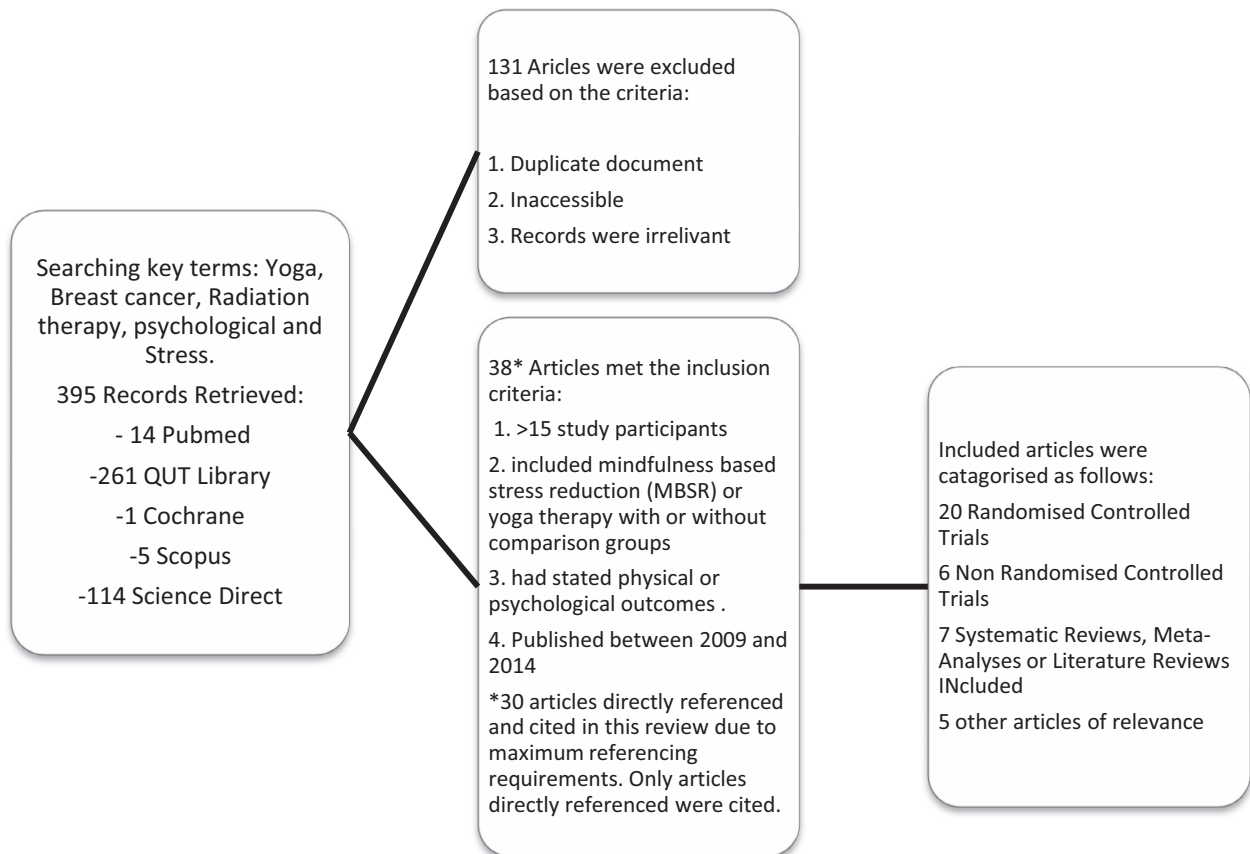 Searching key terms: Yoga,
Breast cancer, Radiation
therapy, psychological and
Stress.
395 Records Retrieved:
- 14 Pubmed
-261 QUT Library
-1 Cochrane
-5 Scopus
-114 Science Direct
131 Aricles were excluded
based on the criteria:
1. Duplicate document
2. Inaccessible
3. Records were irrelivant
38* Articles met the inclusion
criteria:
1. >15 study participants
2. included mindfulness based
stress reduction (MBSR) or
yoga therapy with or without
comparison groups
3. had stated physical or
psychological outcomes .
4. Published between 2009 and
2014
*30 articles directly referenced
and cited in this review due to
maximum referencing
requirements. Only articles
directly referenced were cited.
Included articles were
catagorised as follows:
20 Randomised Controlled
Trials
6 Non Randomised Controlled
Trials
7 Systematic Reviews, Meta-
Analyses or Literature Reviews
INcluded
5 other articles of relevance